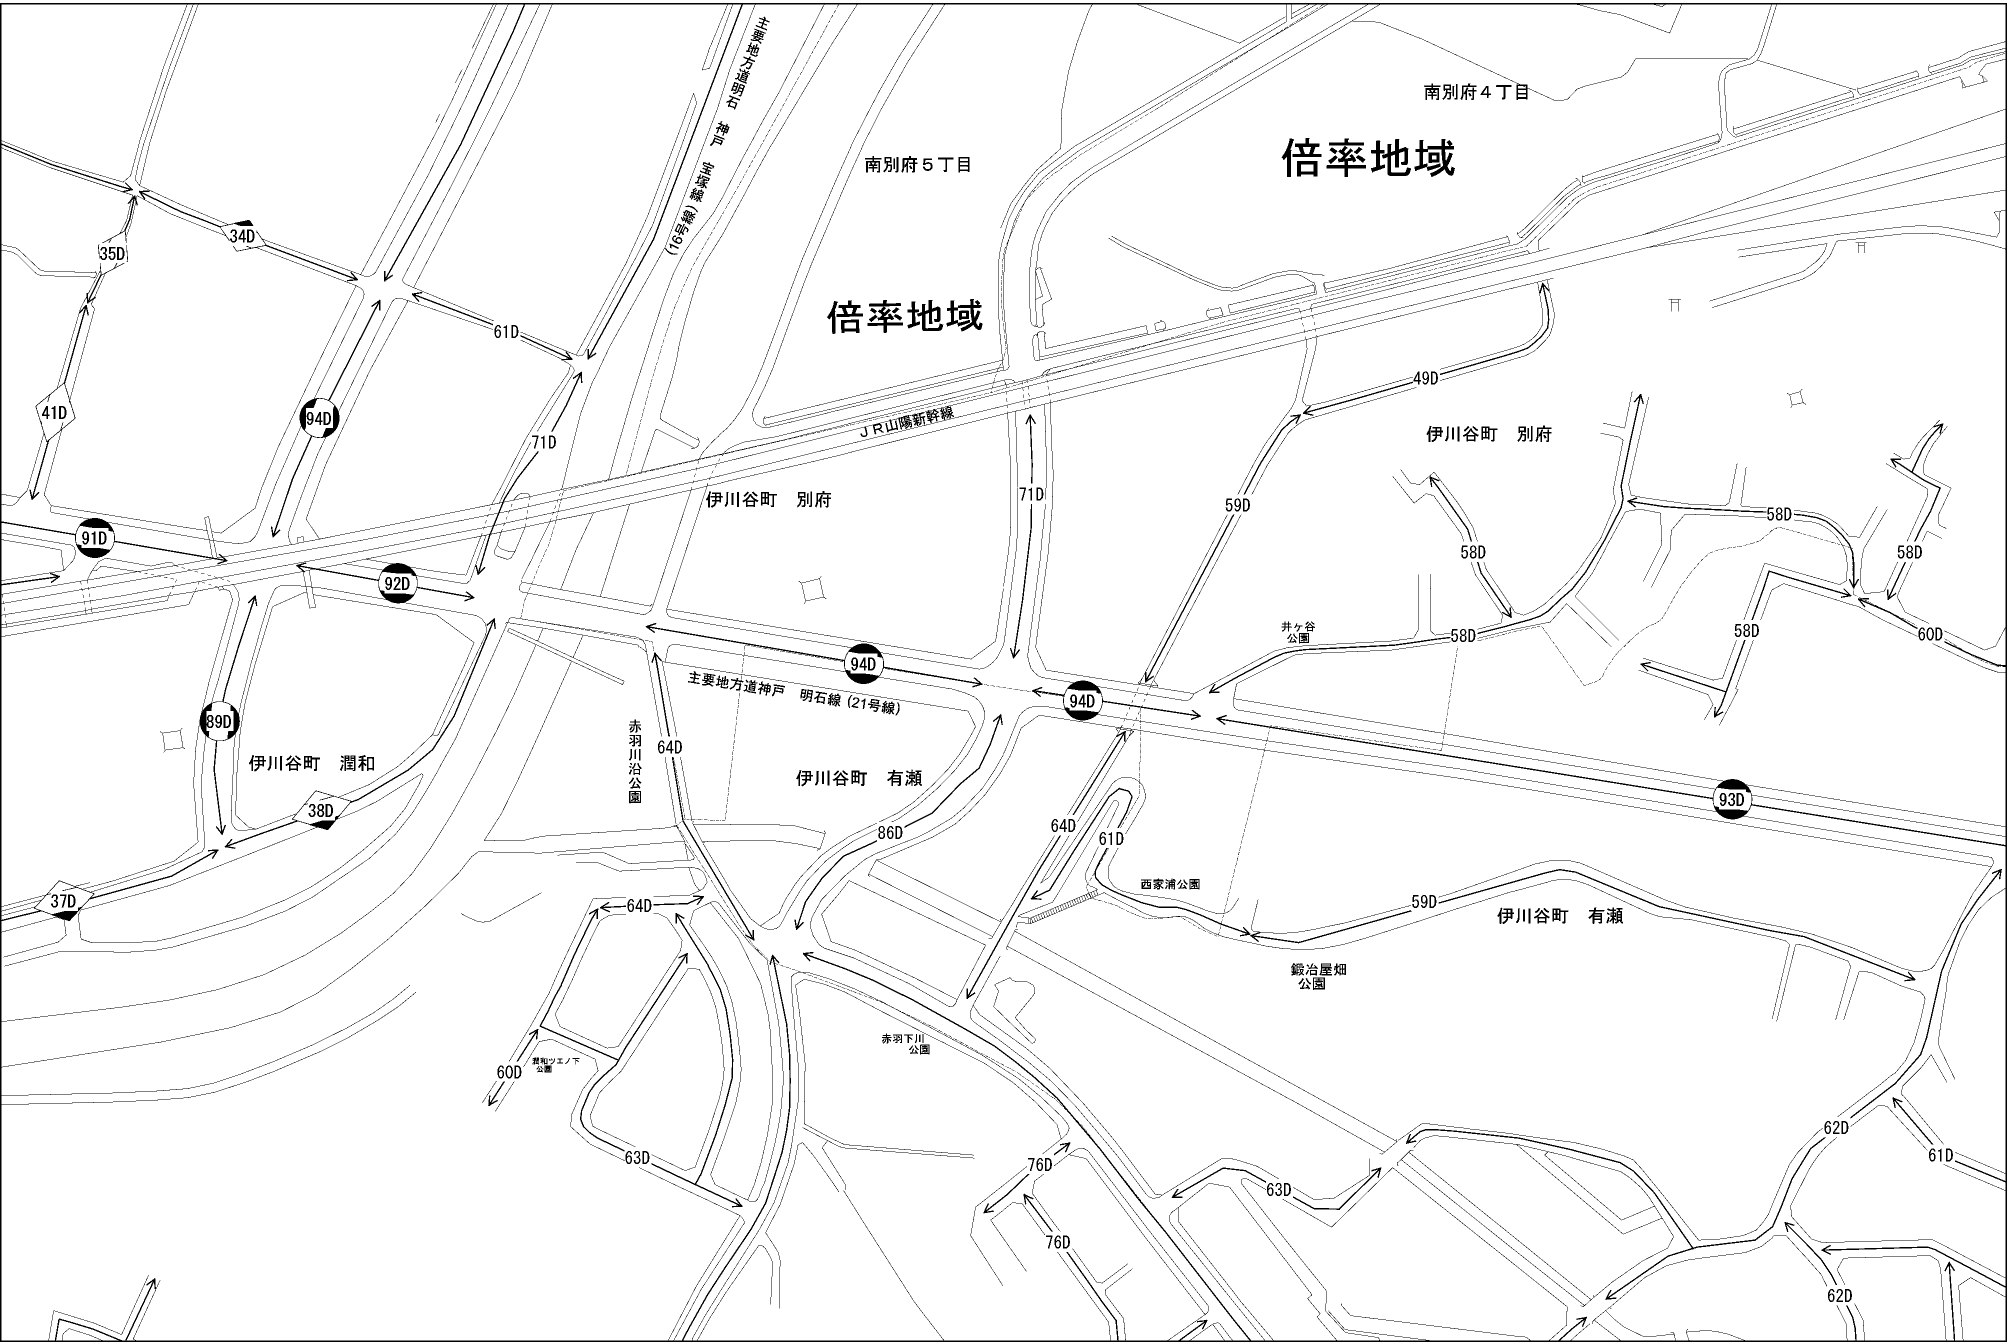 主要地方道明石　神戸　宝塚線
(16号線)
南別府４丁目
南別府５丁目
倍率地域
倍率地域
34D
35D
61D
41D
94D
71D
ＪＲ山陽新幹線
49D
伊川谷町　別府
伊川谷町　別府
71D
59D
58D
58D
58D
91D
92D
井ヶ谷
公園
58D
58D
60D
94D
主要地方道神戸　明石線 (21号線)
94D
89D
赤羽川沿公園
64D
伊川谷町　潤和
伊川谷町　有瀬
38D
86D
64D
61D
93D
37D
64D
西家浦公園
59D
伊川谷町　有瀬
鍛冶屋畑
公園
赤羽下川
公園
60D
潤和ツエノ下
公園
63D
76D
76D
63D
62D
61D
62D